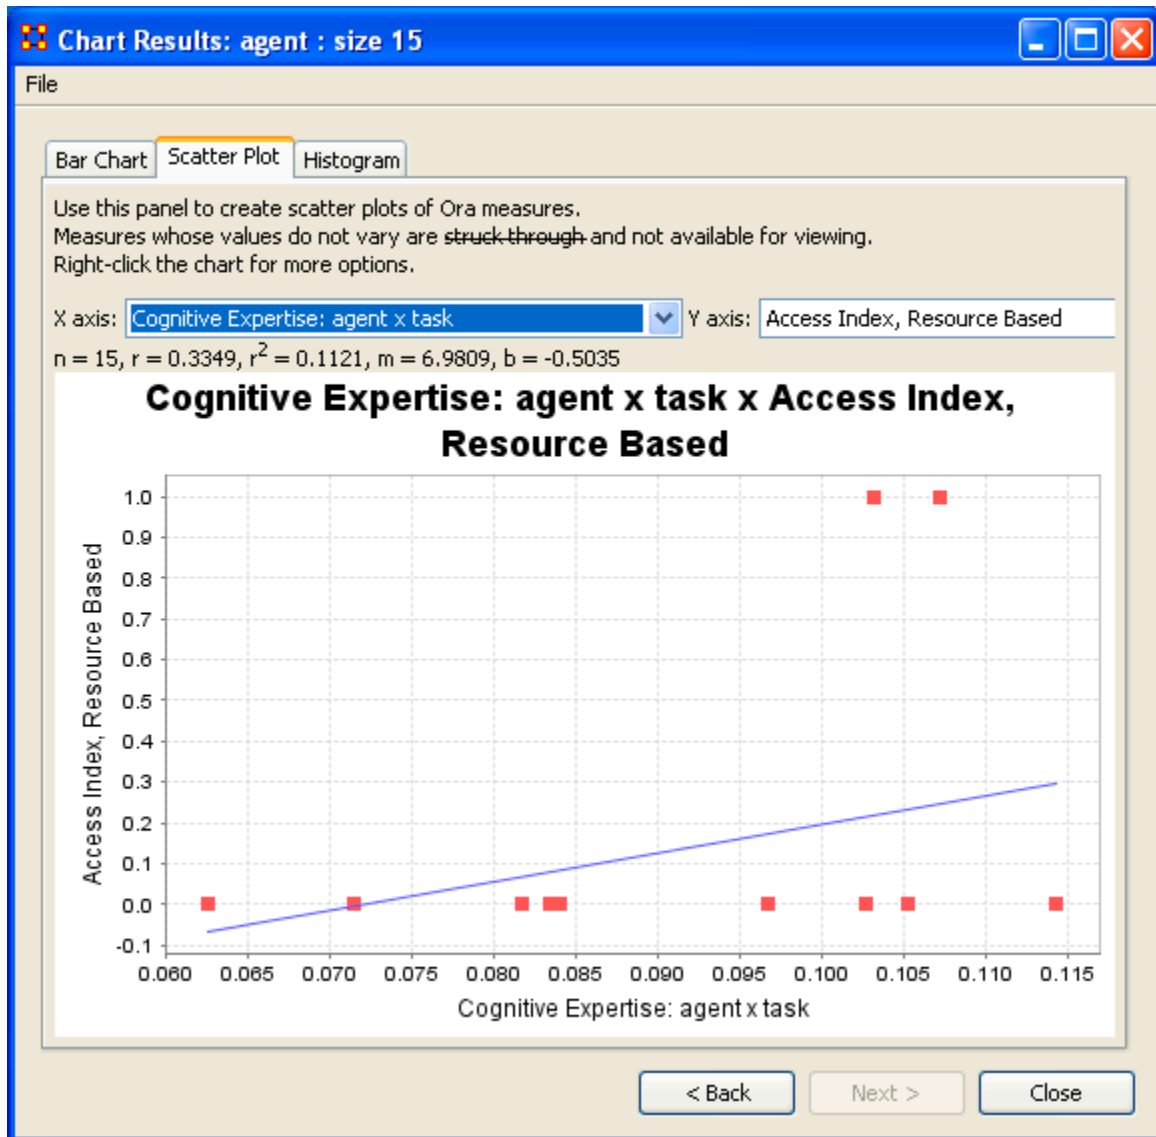 Chart Results: agent : size 15
File
Bar Chart Scatter Plot Histogram
Use this panel to create scatter plots of Ora measures.
Measures whose values do not vary are struck through and not available for viewing.
Right-click the chart for more options.
X axis: Cognitive Expertise: agent x task Y axis: Access Index, Resource Based
n = 15, r = 0.3349, r² = 0.1121, m = 6.9809, b = -0.5035
Cognitive Expertise: agent x task x Access Index,
Resource Based
Access Index, Resource Based
1.0
0.9
0.8
0.7
0.6
0.5
0.4
0.3
0.2
0.1
0.0
-0.1
0.060 0.065 0.070 0.075 0.080 0.085 0.090 0.095 0.100 0.105 0.110 0.115
Cognitive Expertise: agent x task
< Back Next > Close